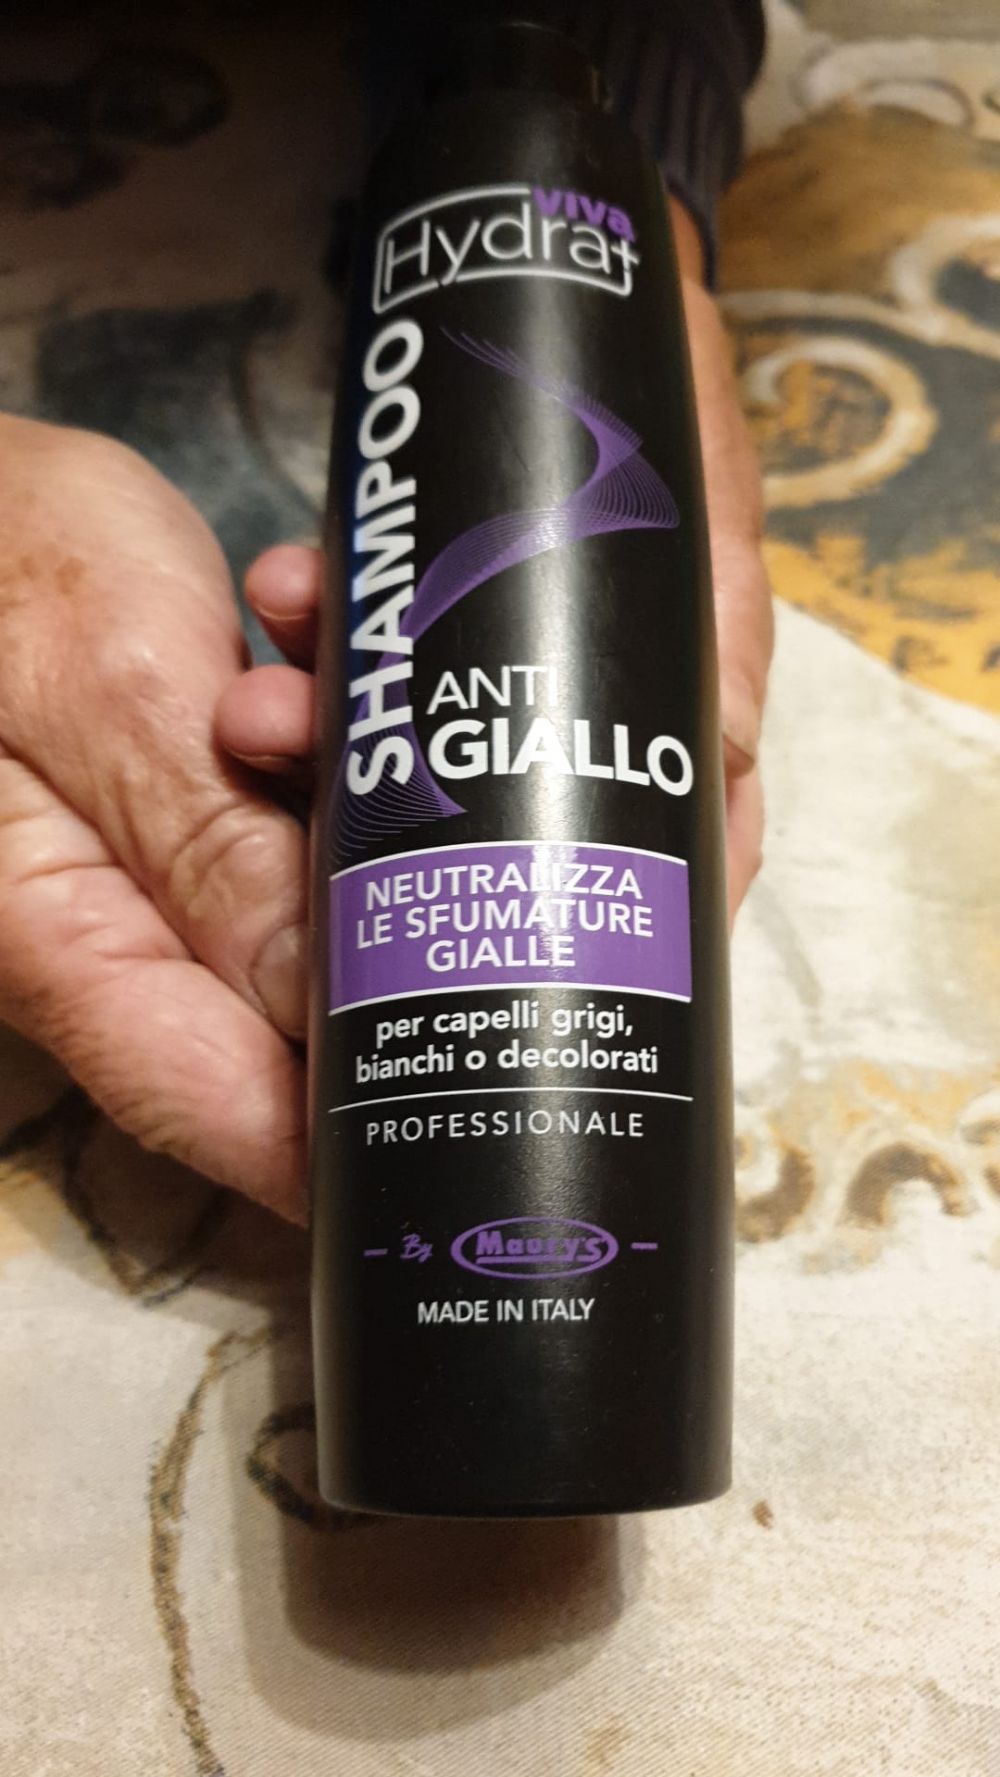 viva
Hydra+
SHAMPOO
ANTI
GIALLO
NEUTRALIZZA
LE SFUMATURE
GIALLE
per capelli grigi,
bianchi o decolorati
PROFESSIONALE
By Maury's
MADE IN ITALY